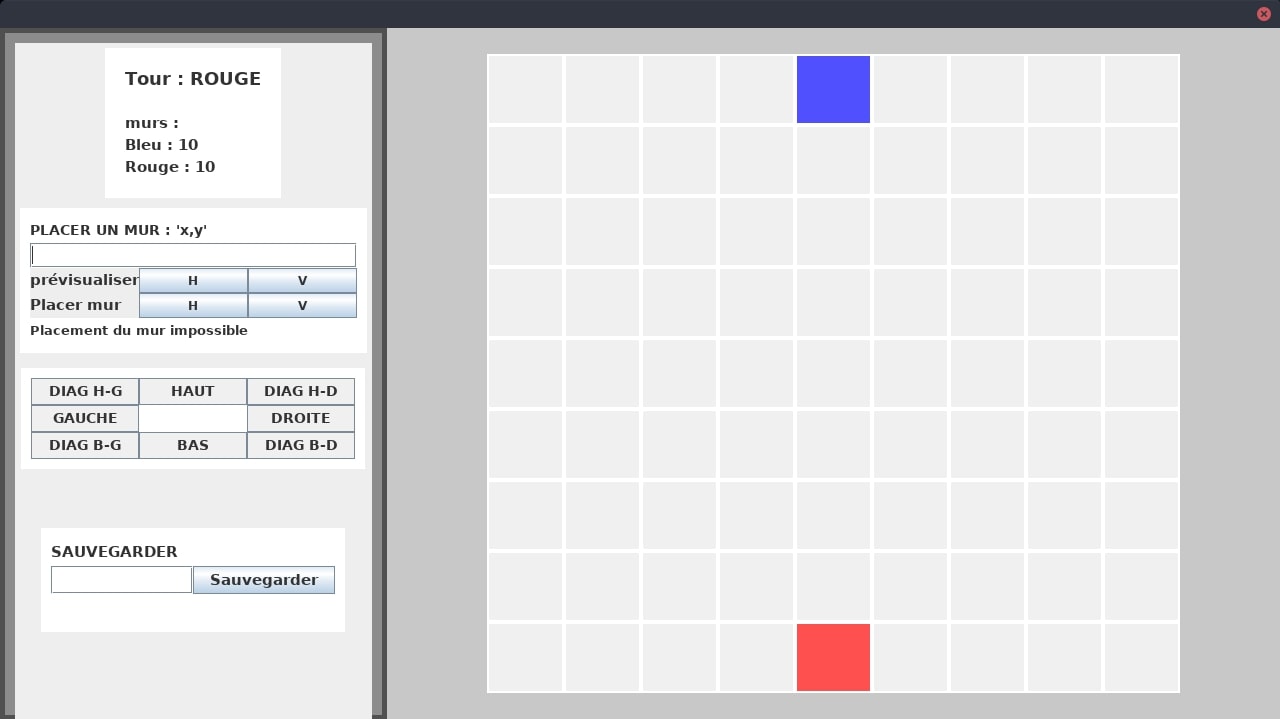 Tour : ROUGE
murs :
Bleu : 10
Rouge : 10
PLACER UN MUR : 'x,y'
prévisualiser H V
Placer mur H V
Placement du mur impossible
DIAG H-G HAUT DIAG H-D
GAUCHE DROITE
DIAG B-G BAS DIAG B-D
SAUVEGARDER
Sauvegarder